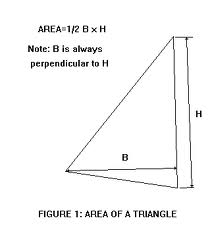 AREA=1/2 B x H
Note: B is always
perpendicular to H
H
B
FIGURE 1: AREA OF A TRIANGLE